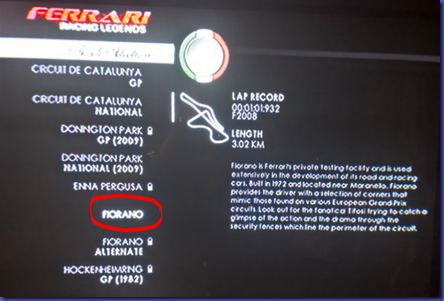 FERRARI
RACING LEGENDS
CIRCUIT DE CATALUNYA
GP
CIRCUIT DE CATALUNYA
NATIONAL
DONINGTON PARK
GP (2009)
DONINGTON PARK
NATIONAL (2009)
ENNA PERGUSA
FIORANO
FIORANO
ALTERNATE
HOCKENHEIMRING
GP (1982)
LAP RECORD
00:01:01:932
F2008
LENGTH
3.02 KM
Fiorano is Ferrari's private testing facility and is used
extensively in the development of its road and racing
cars. Built in 1972 and located near Maranello, Fiorano
provides the driver with a selection of corners that
mimic those found on various European Grand Prix
circuits. Look out for the fanatical Tifosi trying to catch a
glimpse of the action and the drama through the
security fences which line the perimeter of the circuit.